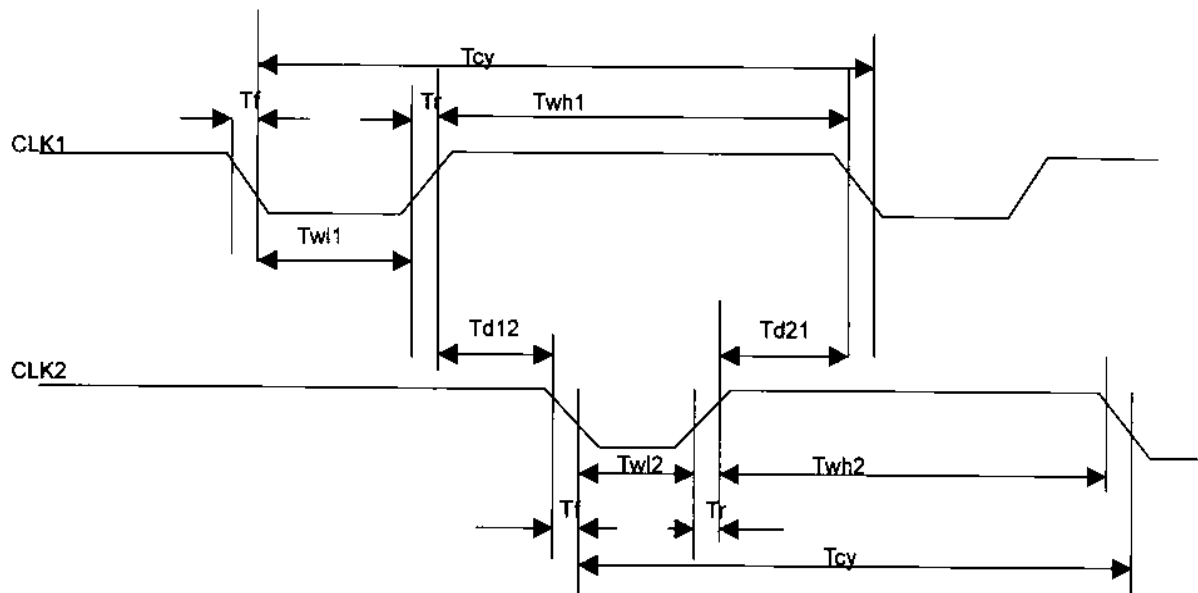 Tcy
Tf Tr Twh1
CLK1
Twl1
Td12 Td21
CLK2
Twl2 Twh2
Tf Tr
Tcy